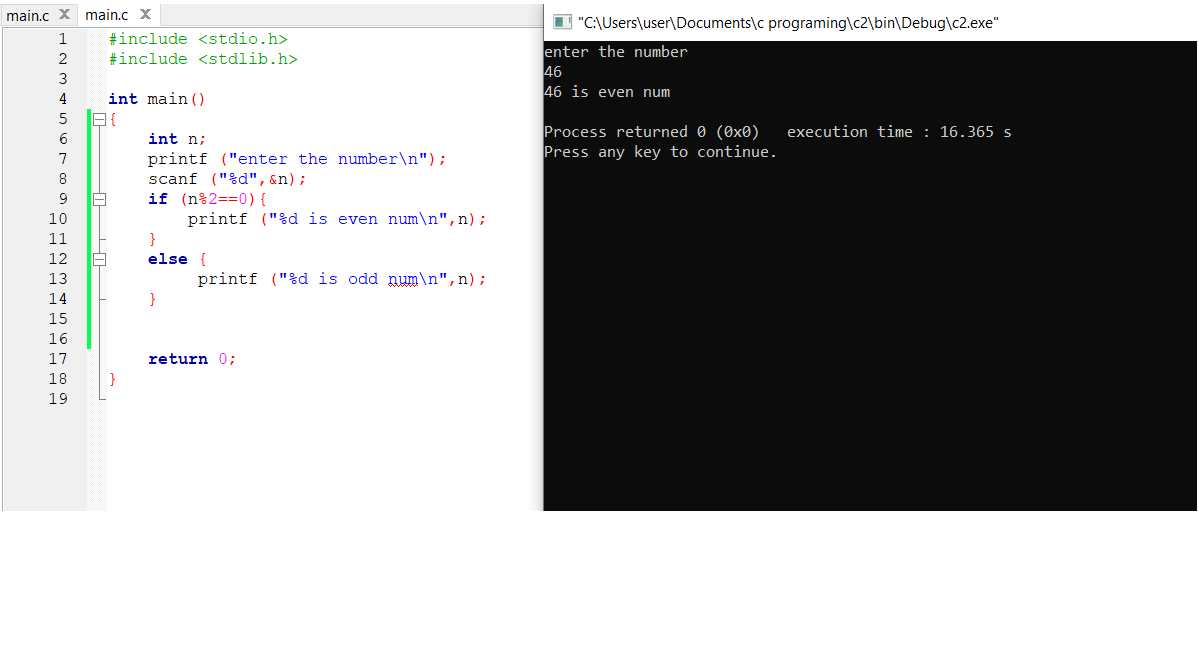 main.c X main.c X
1 #include <stdio.h>
2 #include <stdlib.h>
3
4 int main()
5 {
6 int n;
7 printf ("enter the number\n");
8 scanf ("%d",&n);
9 if (n%2==0){
10 printf ("%d is even num\n",n);
11 }
12 else {
13 printf ("%d is odd num\n",n);
14 }
15
16
17 return 0;
18 }
19
"C:\Users\user\Documents\c programing\c2\bin\Debug\c2.exe"
enter the number
46
46 is even num
Process returned 0 (0x0) execution time : 16.365 s
Press any key to continue.